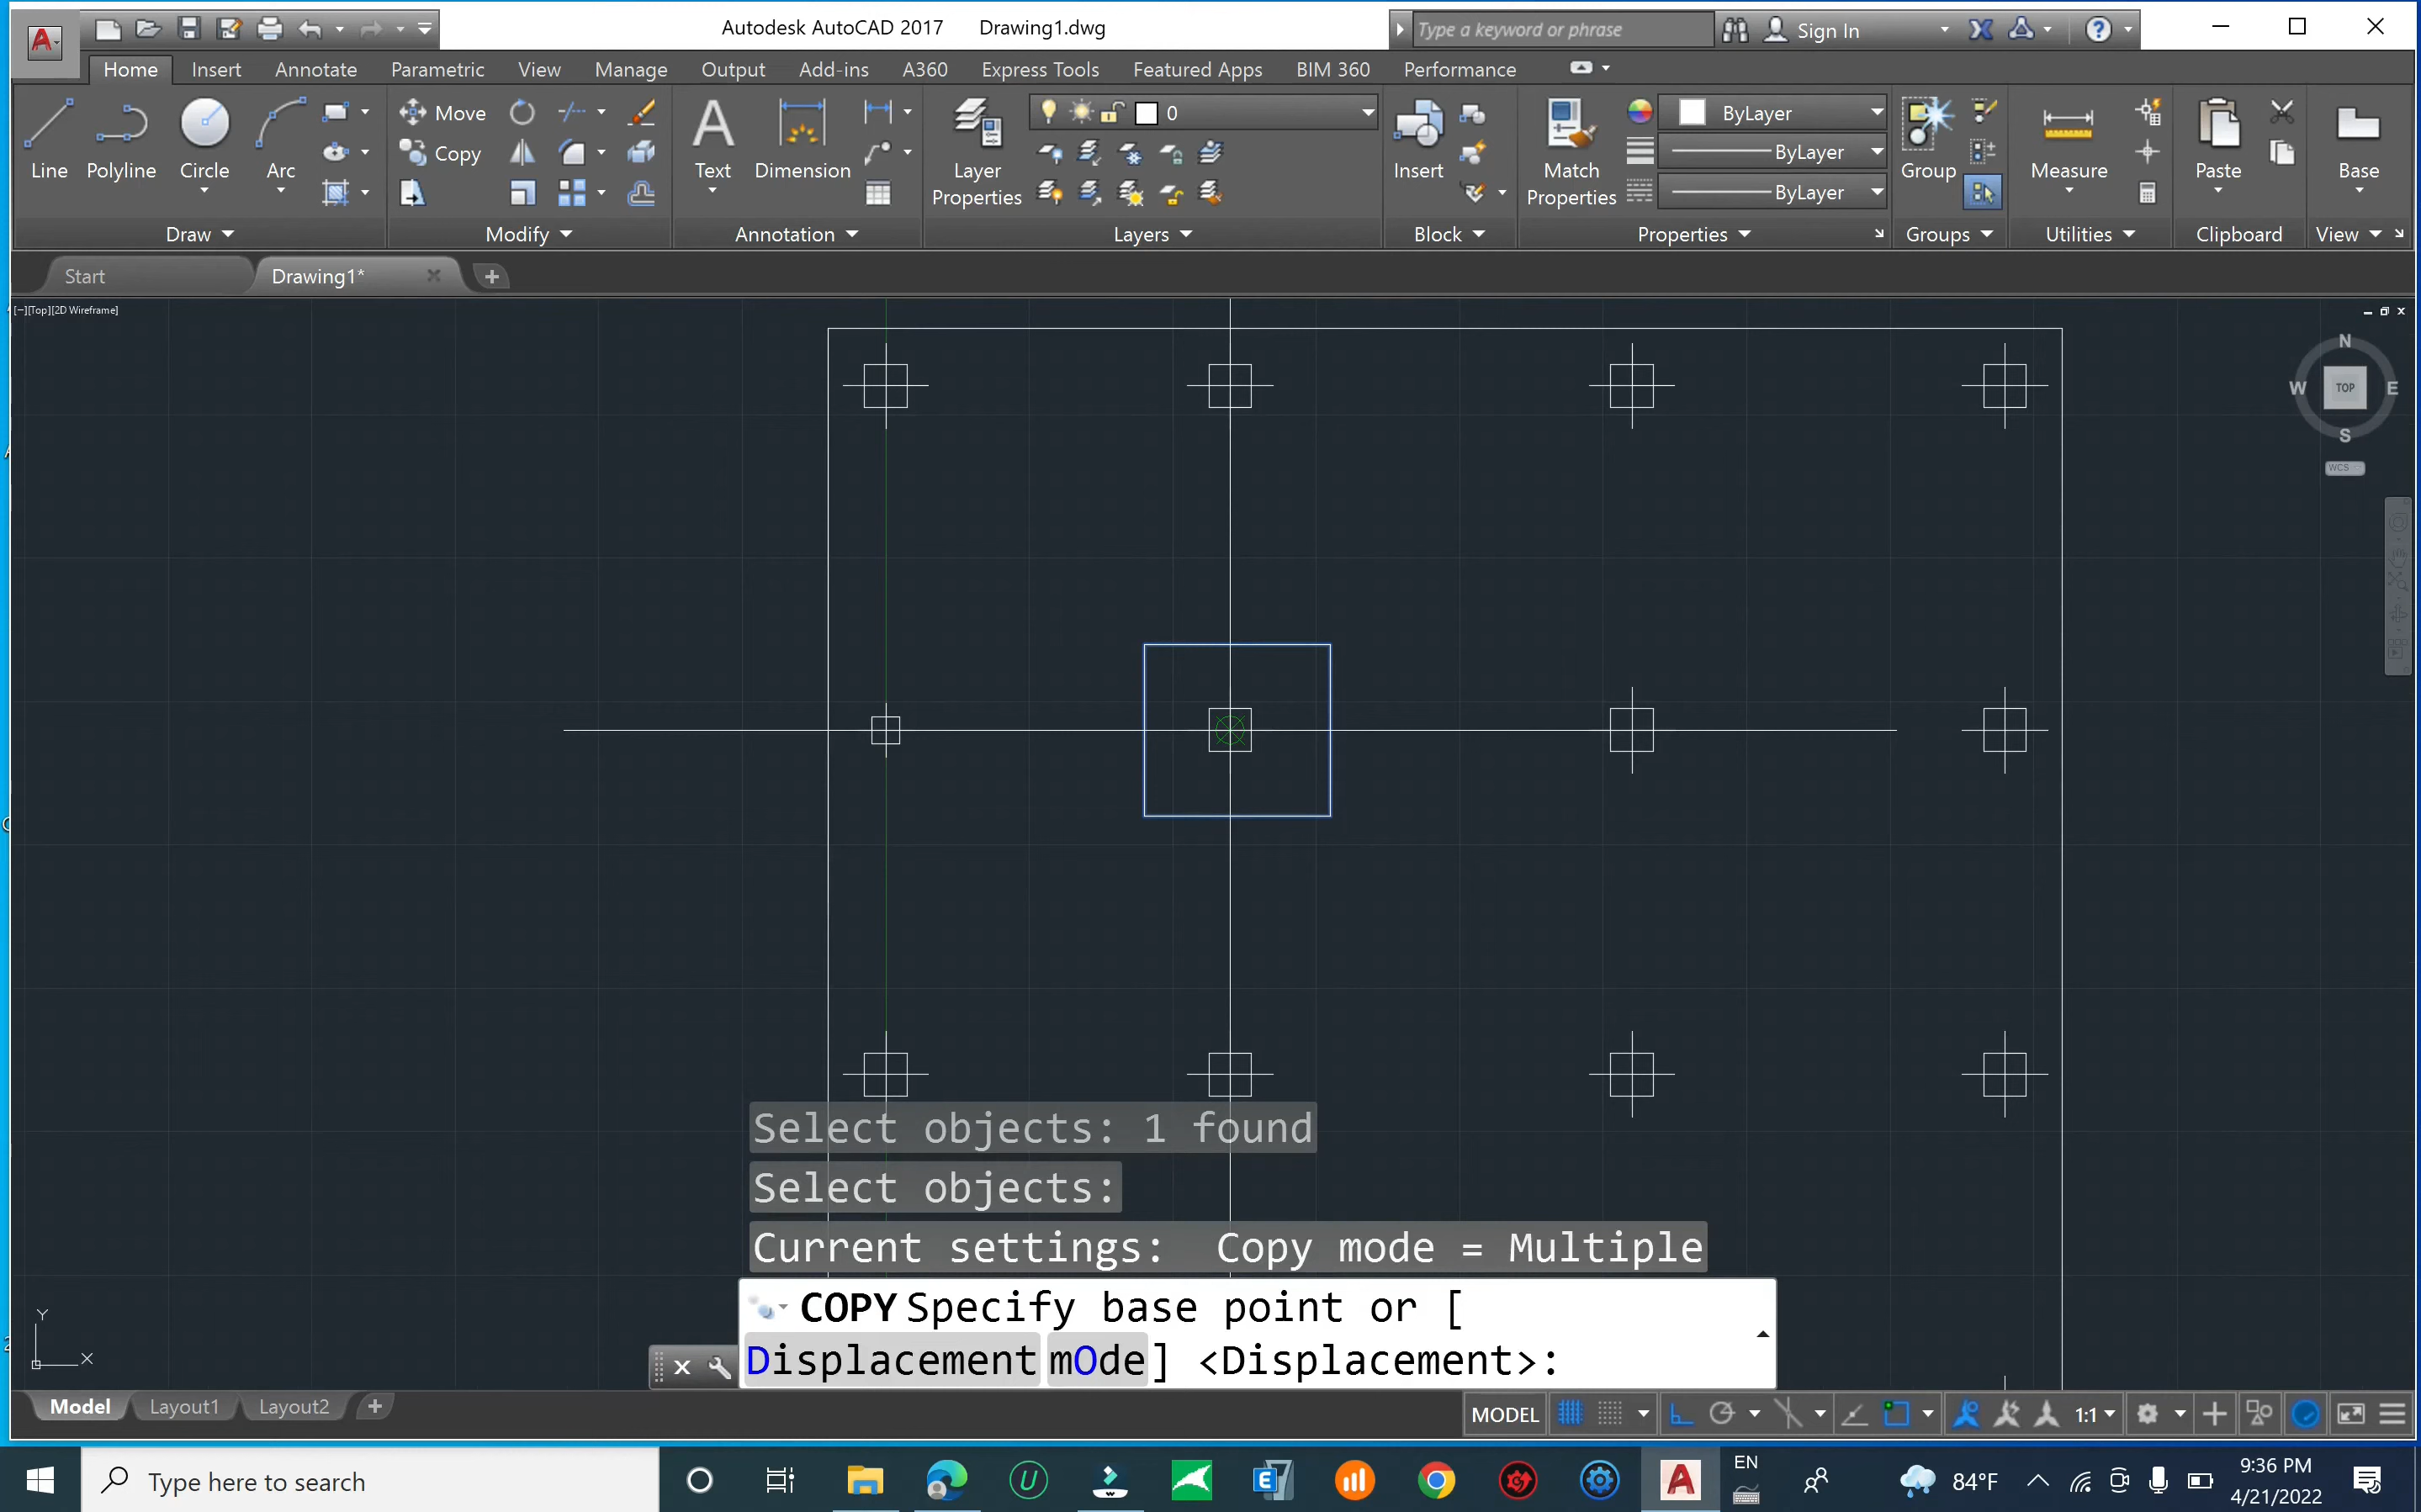 Autodesk AutoCAD 2017 Drawing1.dwg
Type a keyword or phrase
Sign In
Home Insert Annotate Parametric View Manage Output Add-ins A360 Express Tools Featured Apps BIM 360 Performance
Move
Copy
0
ByLayer
ByLayer
ByLayer
Line Polyline Circle Arc
Text Dimension
Layer Properties
Insert
Match Properties
Group
Measure
Paste
Base
Draw Modify Annotation Layers Block Properties Groups Utilities Clipboard View
Start Drawing1*
[−][Top][2D Wireframe]
N
W TOP E
S
WCS
Select objects: 1 found
Select objects:
Current settings: Copy mode = Multiple
COPY Specify base point or [
Displacement mOde] <Displacement>:
Y
X
Model Layout1 Layout2
MODEL 1:1
Type here to search
EN
84°F
9:36 PM
4/21/2022